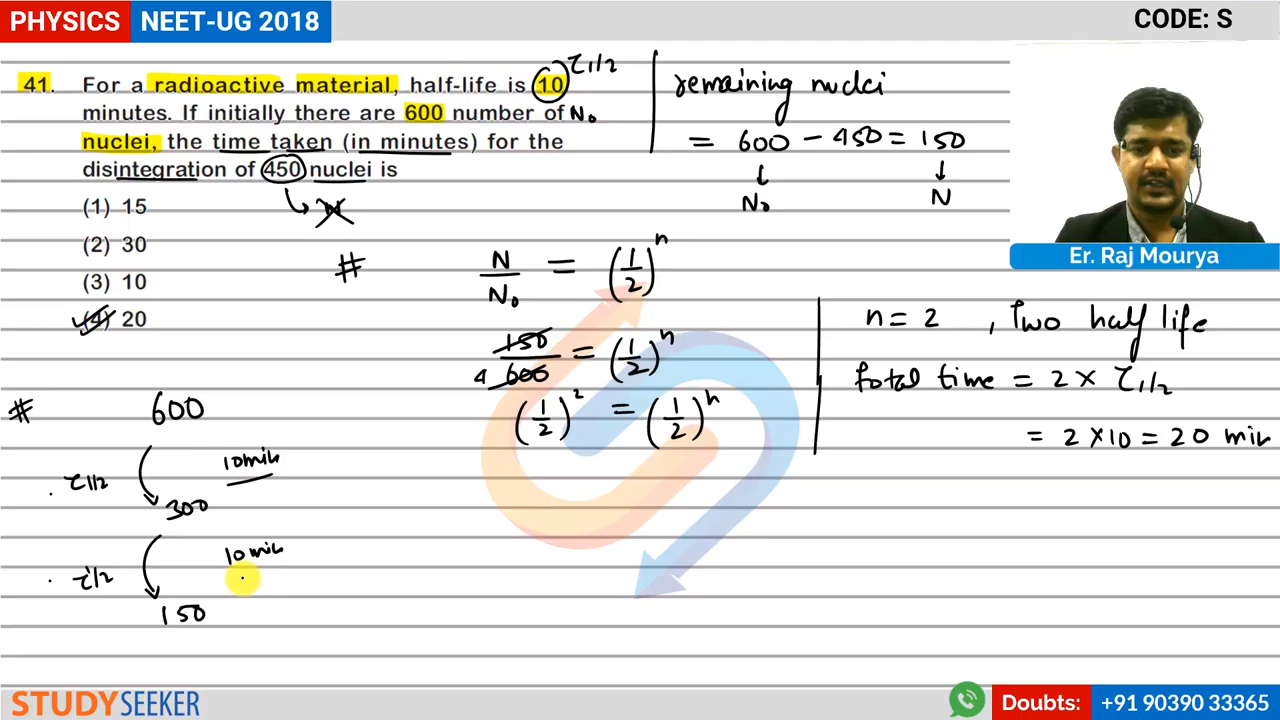 PHYSICS NEET-UG 2018
CODE: S
41. For a radioactive material, half-life is 10 τ1/2
minutes. If initially there are 600 number of N₀
nuclei, the time taken (in minutes) for the
disintegration of 450 nuclei is
N
(1) 15
(2) 30
(3) 10
(4) 20
remaining nuclei
= 600 - 450 = 150
↓ ↓
N₀ N
Er. Raj Mourya
# N/N₀ = (1/2)ⁿ
150/600 = (1/2)ⁿ
4
(1/2)² = (1/2)ⁿ
n = 2 , Two half life
total time = 2 × τ1/2
= 2 × 10 = 20 min
# 600
τ1/2 10 min
300
τ1/2 10 min
150
STUDY SEEKER
Doubts: +91 90390 33365